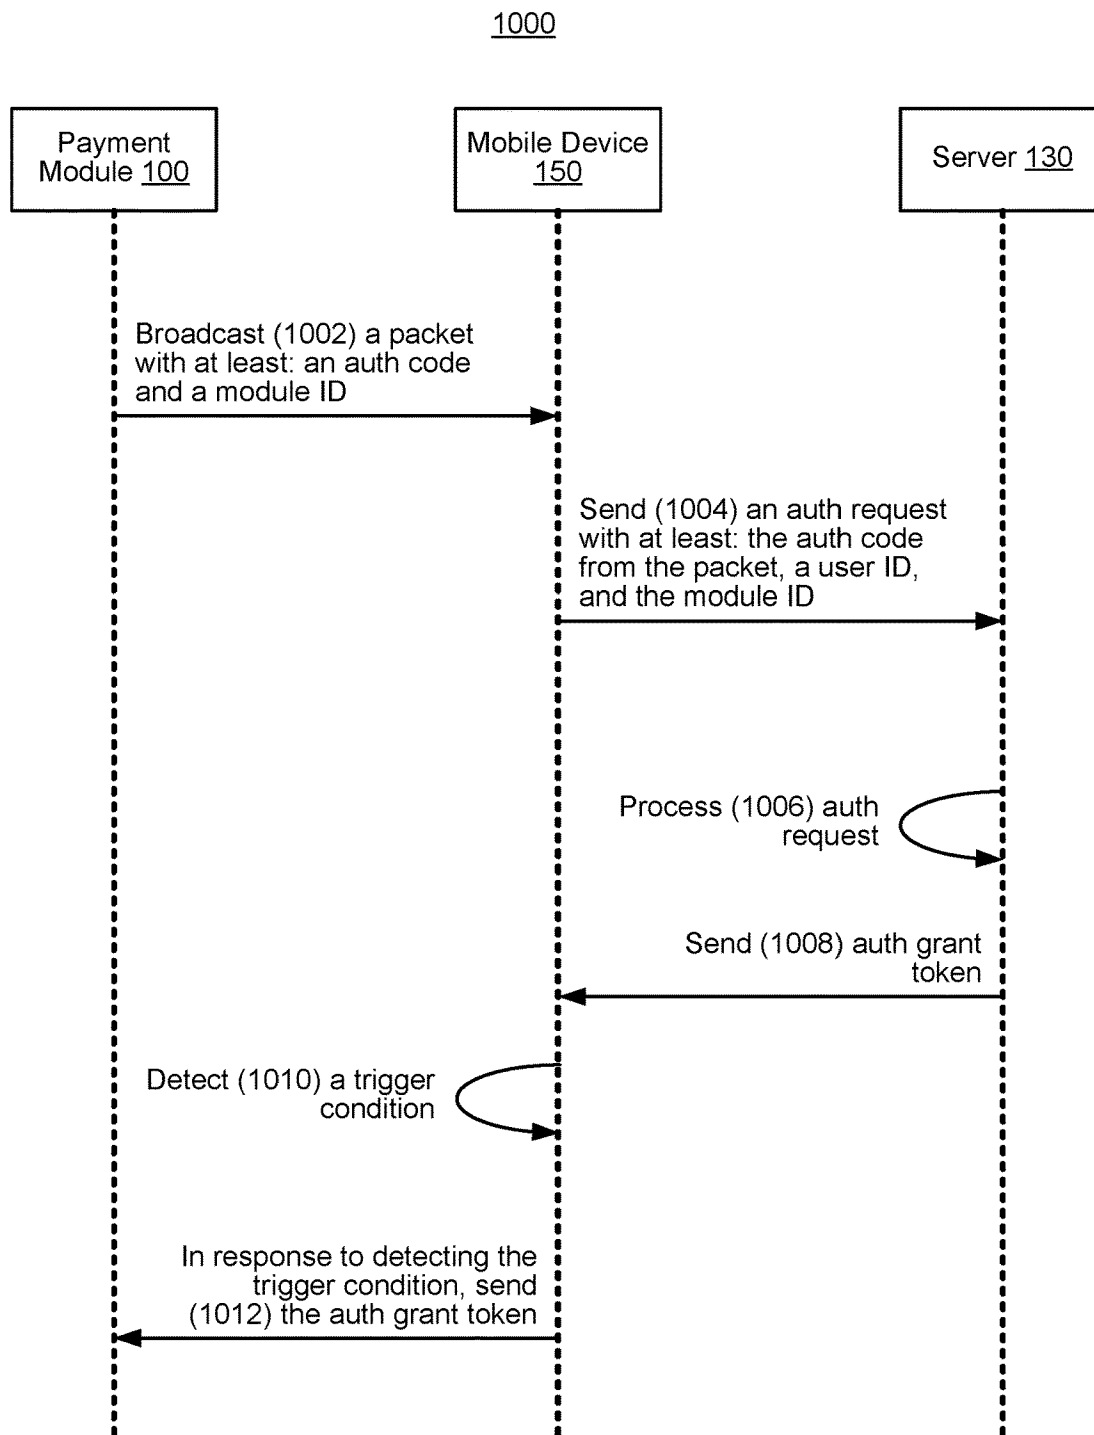 1000
Payment
Module 100
Mobile Device
150
Server 130
Broadcast (1002) a packet
with at least: an auth code
and a module ID
Send (1004) an auth request
with at least: the auth code
from the packet, a user ID,
and the module ID
Process (1006) auth
request
Send (1008) auth grant
token
Detect (1010) a trigger
condition
In response to detecting the
trigger condition, send
(1012) the auth grant token